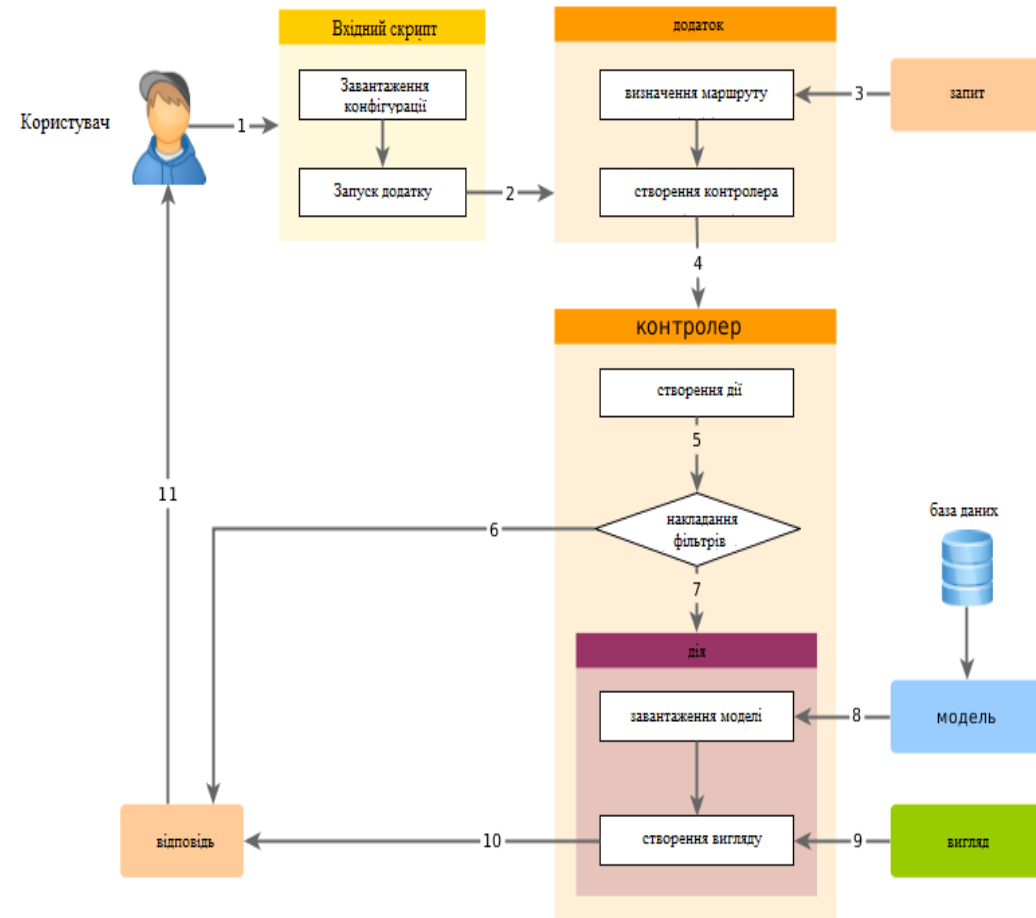 Вхідний скрипт
додаток
Завантаження
конфігурації
визначення маршруту
3
запит
Користувач
1
Запуск додатку
2
створення контролера
4
контролер
створення дії
5
11
6
накладання
фільтрів
база даних
7
дія
завантаження моделі
8
модель
відповідь
10
створення вигляду
9
вигляд